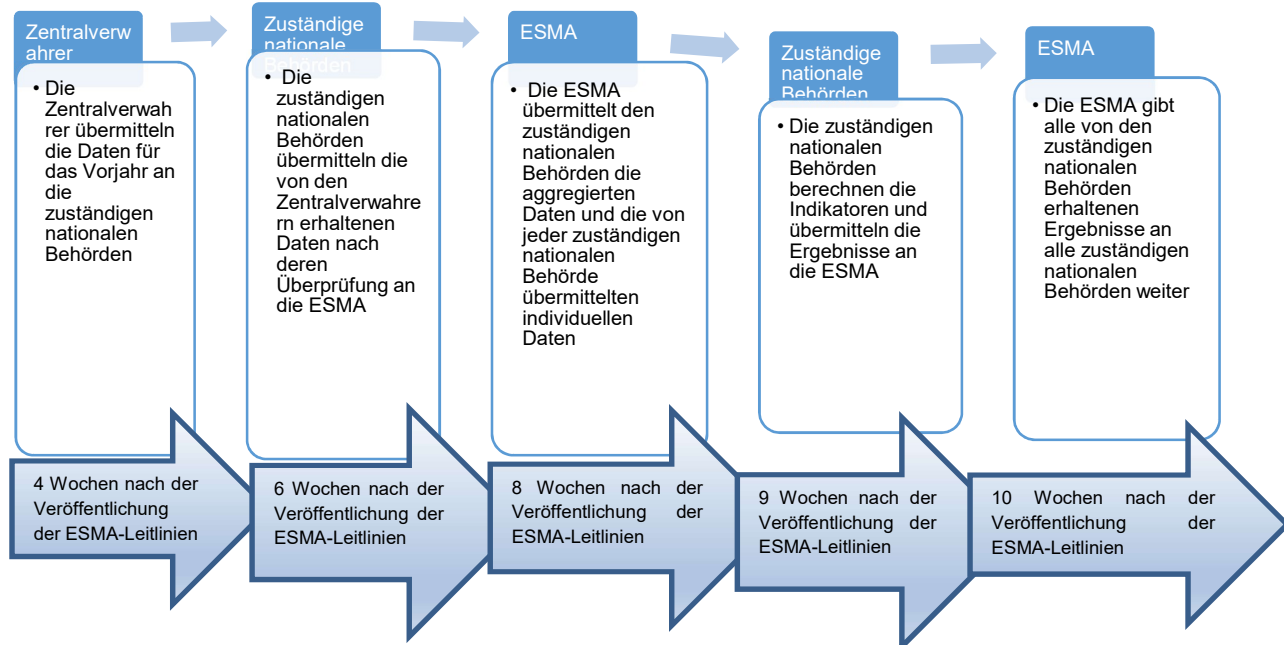 Zentralverw
ahrer
• Die
Zentralverwah
rer übermitteln
die Daten für
das Vorjahr an
die
zuständigen
nationalen
Behörden
4 Wochen nach der
Veröffentlichung
der ESMA-Leitlinien
Zuständige
nationale
Behörden
• Die
zuständigen
nationalen
Behörden
übermitteln die
von den
Zentralverwahre
rn erhaltenen
Daten nach
deren
Überprüfung an
die ESMA
6 Wochen nach der
Veröffentlichung der
ESMA-Leitlinien
ESMA
• Die ESMA
übermittelt den
zuständigen
nationalen
Behörden die
aggregierten
Daten und die von
jeder zuständigen
nationalen
Behörde
übermittelten
individuellen
Daten
8 Wochen nach der
Veröffentlichung der
ESMA-Leitlinien
Zuständige
nationale
Behörden
• Die zuständigen
nationalen
Behörden
berechnen die
Indikatoren und
übermitteln die
Ergebnisse an
die ESMA
9 Wochen nach der
Veröffentlichung der
ESMA-Leitlinien
ESMA
• Die ESMA gibt
alle von den
zuständigen
nationalen
Behörden
erhaltenen
Ergebnisse an
alle zuständigen
nationalen
Behörden weiter
10 Wochen nach der
Veröffentlichung der
ESMA-Leitlinien